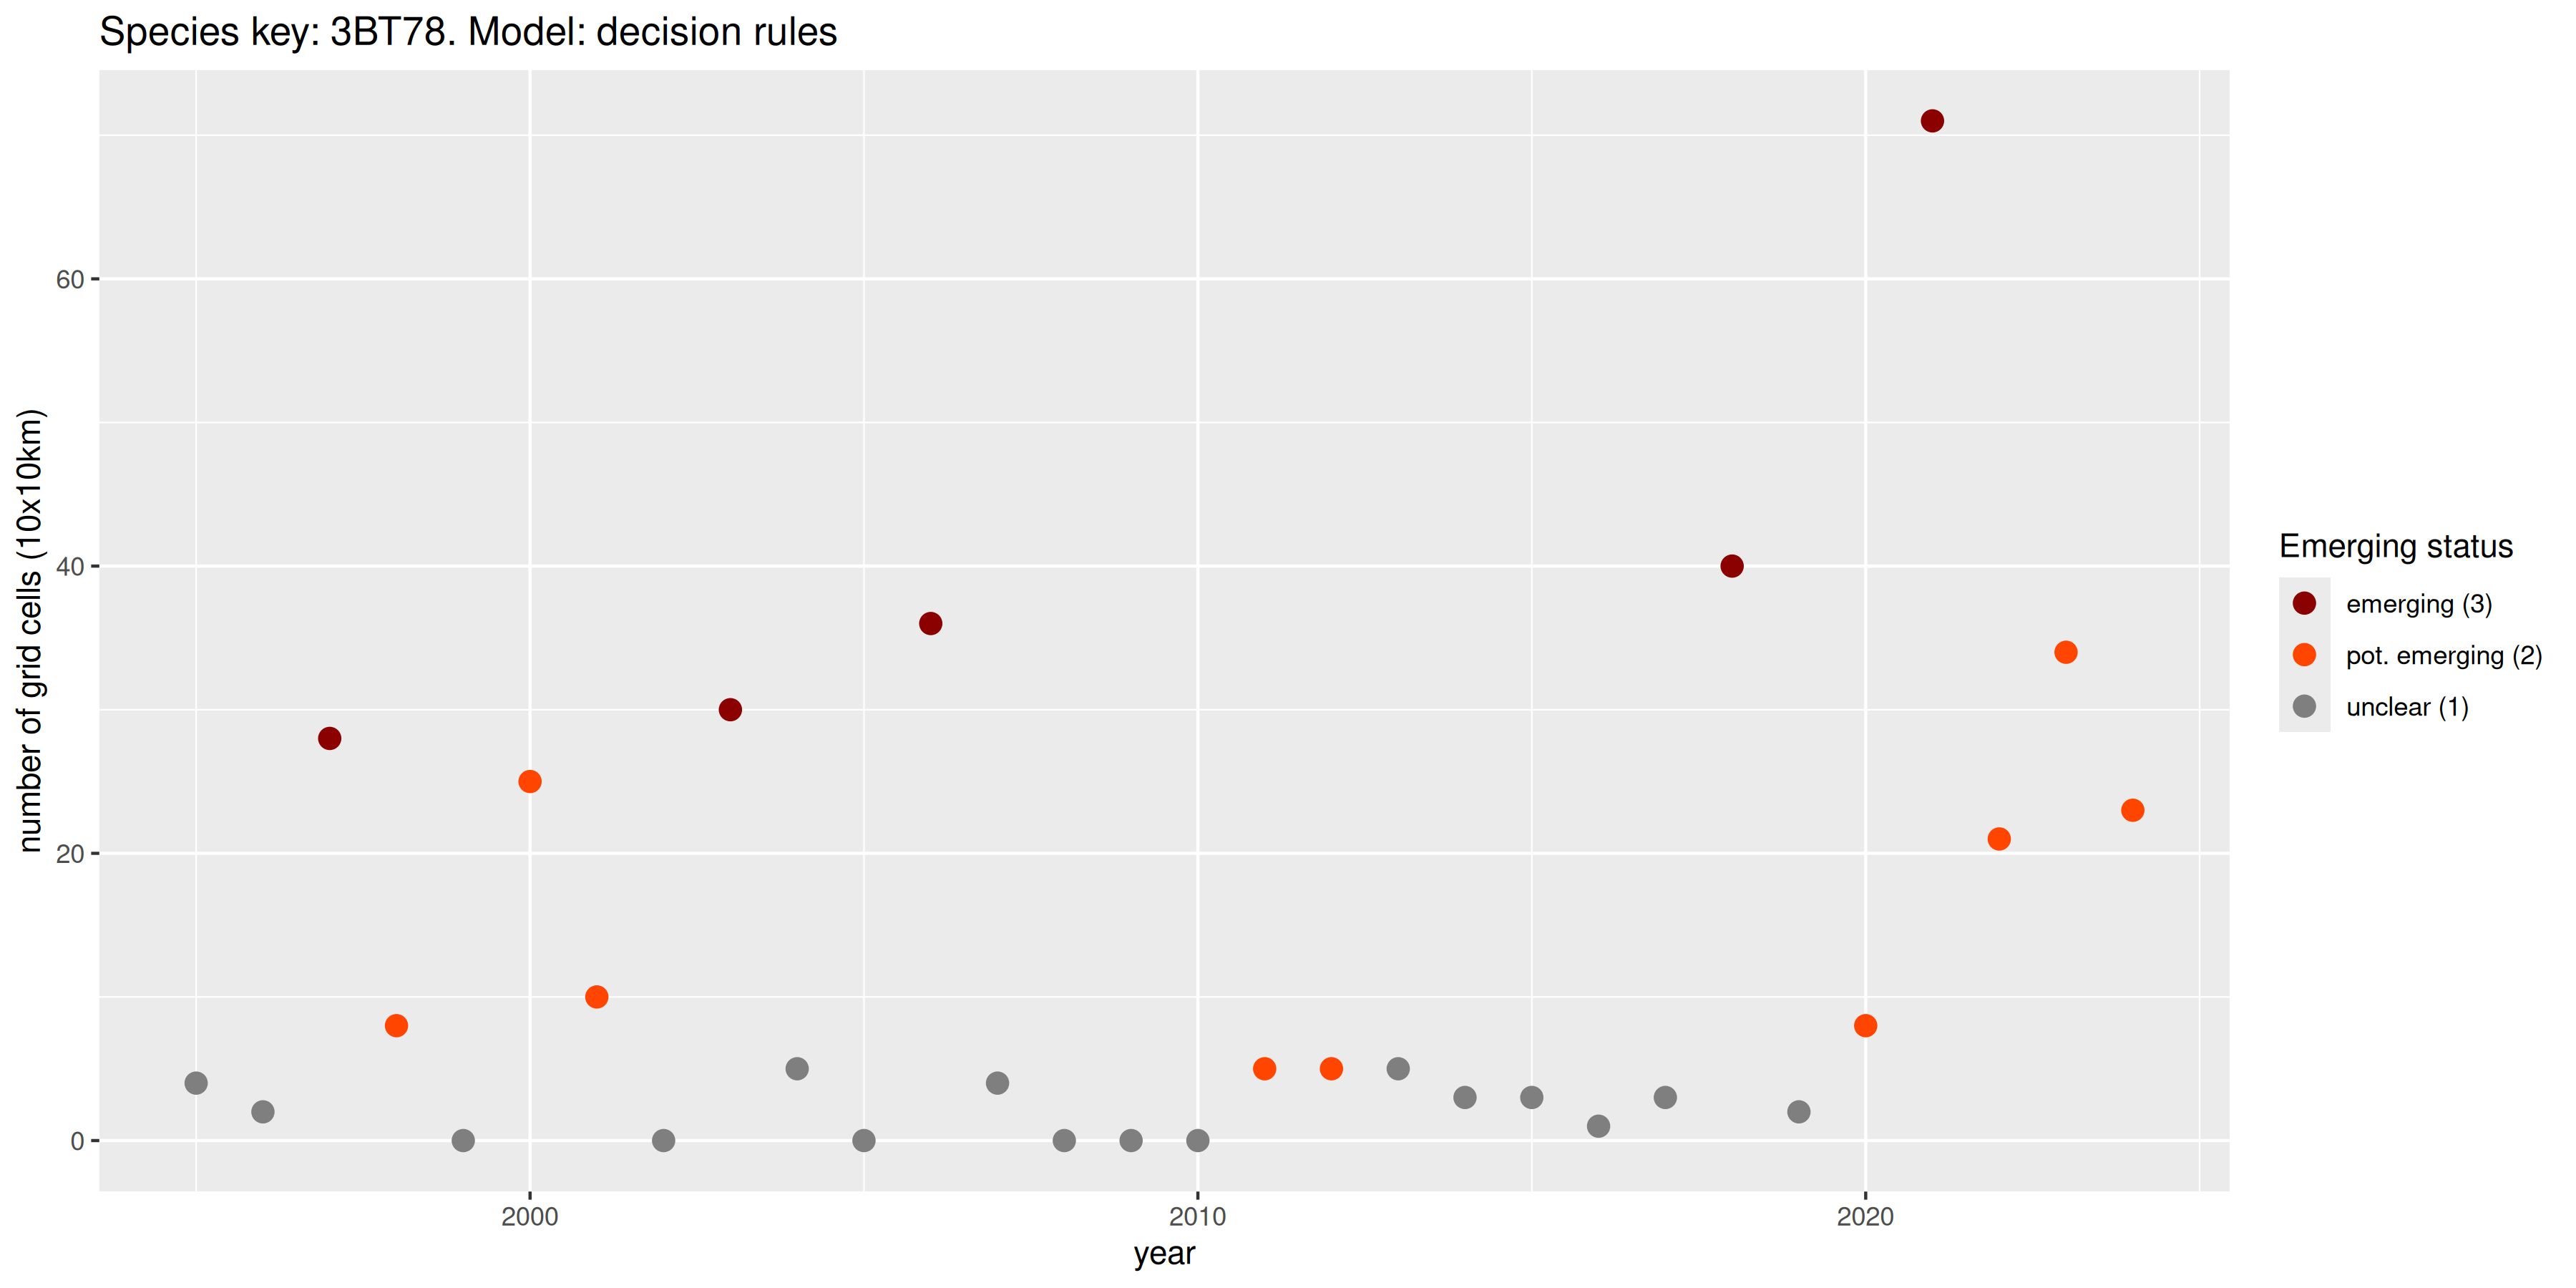 Species key: 3BT78. Model: decision rules
number of grid cells (10x10km)
60
40
20
0
2000
2010
2020
year
Emerging status
emerging (3)
pot. emerging (2)
unclear (1)